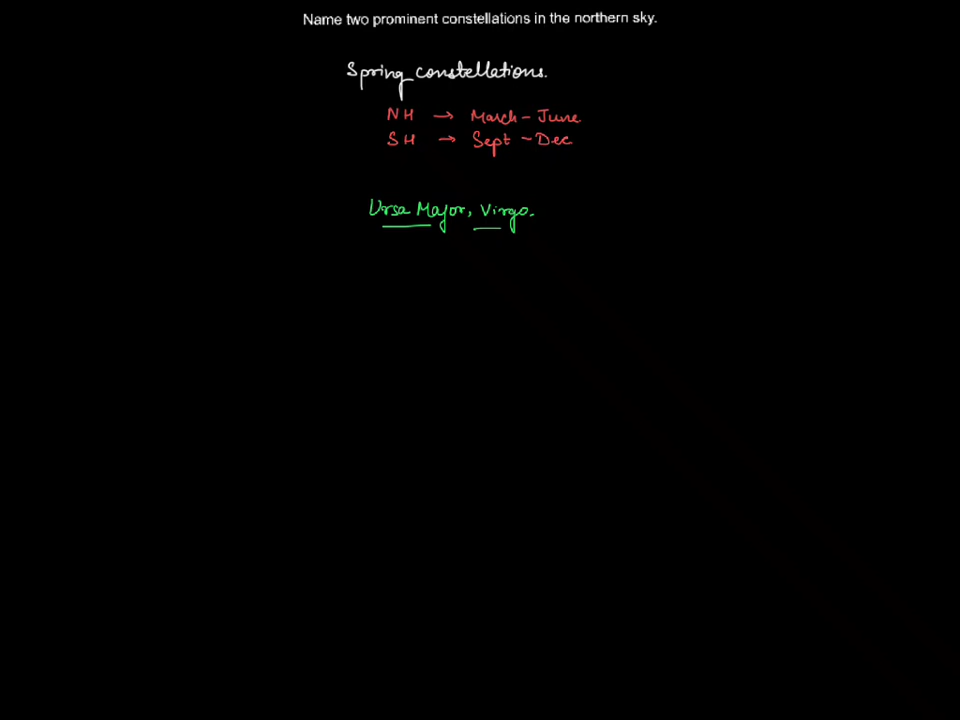 Name two prominent constellations in the northern sky.
Spring constellations.
NH → March - June
SH → Sept - Dec
Ursa Major, Virgo.